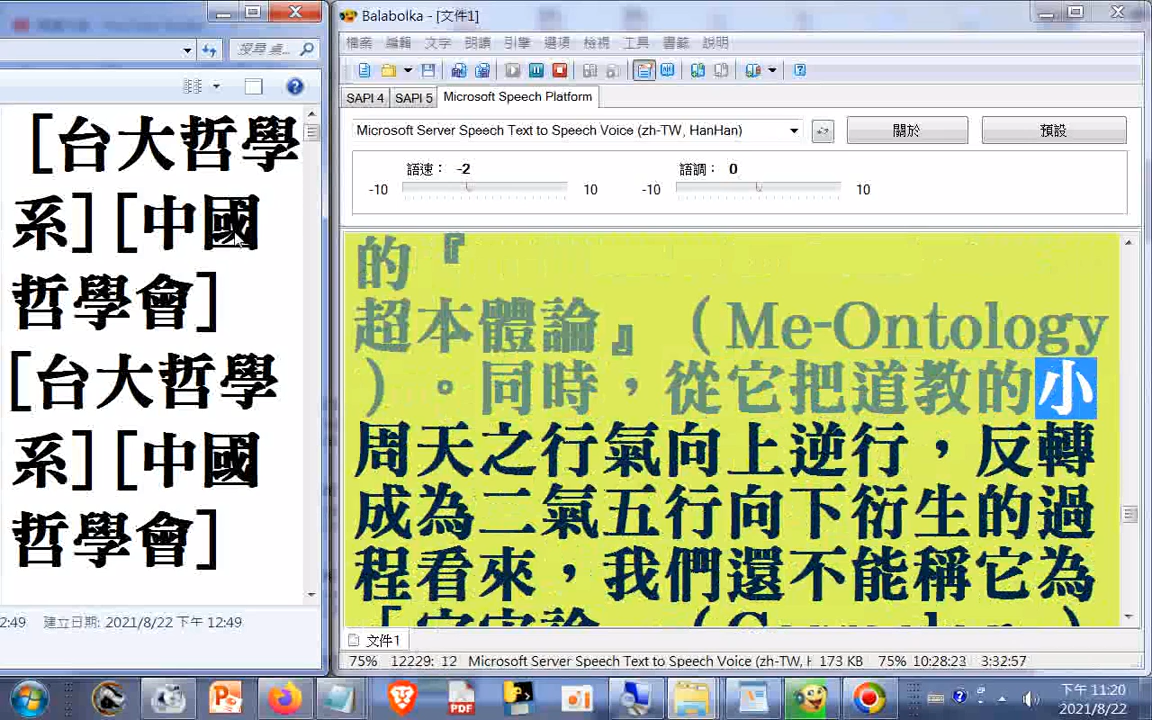 Balabolka - [文件1]
搜尋 桌...
檔案 編輯 文字 朗讀 引擎 選項 檢視 工具 書籤 說明
SAPI 4 SAPI 5 Microsoft Speech Platform
Microsoft Server Speech Text to Speech Voice (zh-TW, HanHan)
關於 預設
語速: -2 語調: 0
-10 10 -10 10
[台大哲學
系] [中國
哲學會]
[台大哲學
系] [中國
哲學會]
:49 建立日期: 2021/8/22 下午 12:49
的『
超本體論』(Me-Ontology
)。同時,從它把道教的小
周天之行氣向上逆行,反轉
成為二氣五行向下衍生的過
程看來,我們還不能稱它為
文件1
75% 12229: 12 Microsoft Server Speech Text to Speech Voice (zh-TW, 173 KB 75% 10:28:23 3:32:57
PDF
下午 11:20
2021/8/22